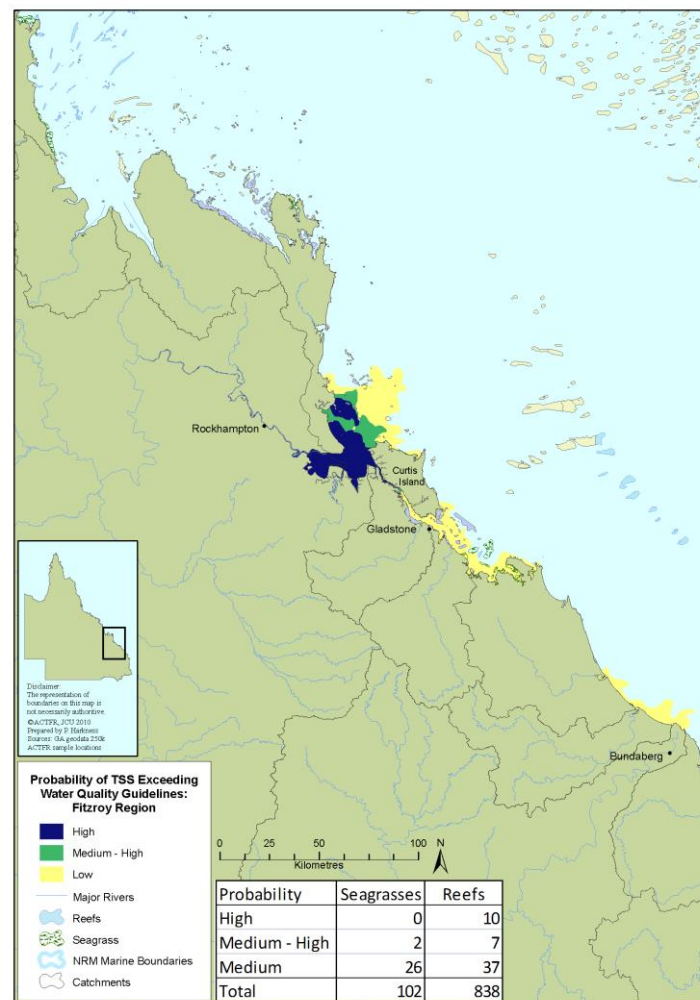 Rockhampton
Curtis
Island
Gladstone
Bundaberg
Disclaimer:
The representation of
boundaries on this map is
not necessarily authoritive.
©ACTFR, JCU 2010
Prepared by P. Harkness
Sources: GA geodata 250k
ACTFR sample locations
Probability of TSS Exceeding
Water Quality Guidelines:
Fitzroy Region
High
Medium - High
Low
Major Rivers
Reefs
Seagrass
NRM Marine Boundaries
Catchments
0 25 50 100
Kilometres
N
Probability Seagrasses Reefs
High 0 10
Medium - High 2 7
Medium 26 37
Total 102 838